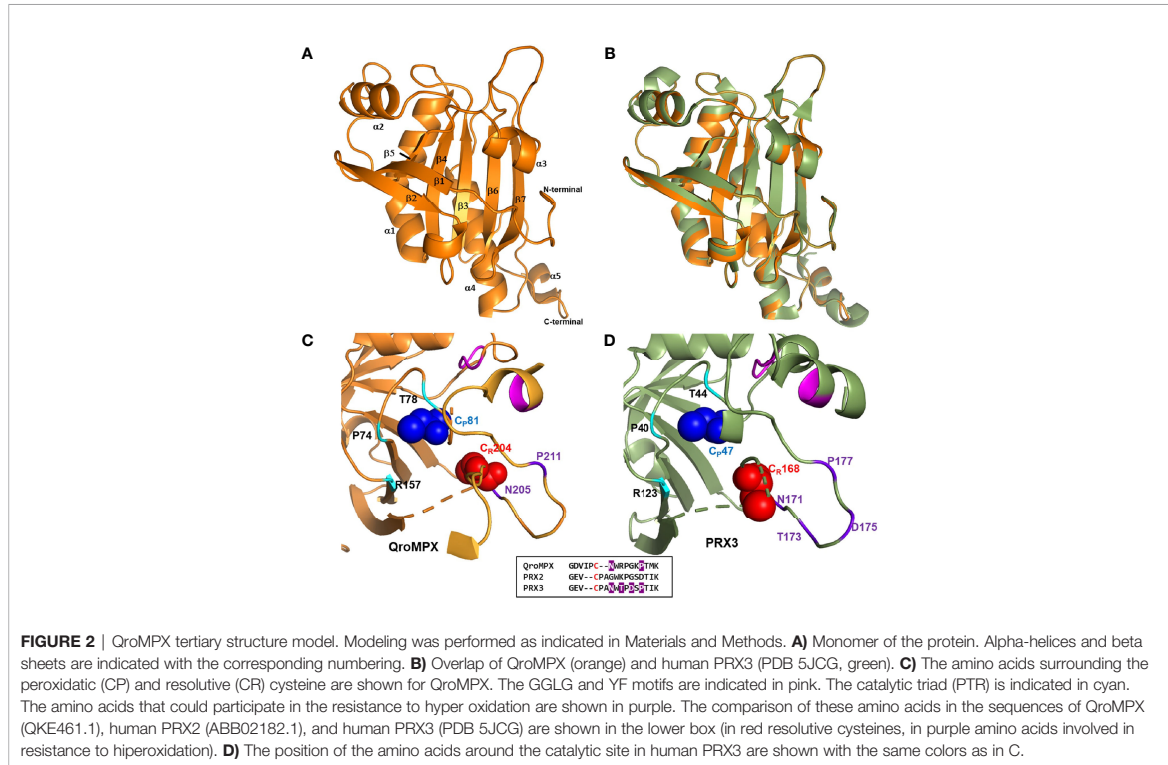 A
B
α2
β5
β4
β1
α3
β2
β6
β7
N-terminal
β3
α1
α5
α4
C-terminal
C
D
T78
T44
CP81
P74
P40
CP47
CR204
P211
CR168
P177
R157
N205
R123
N171
D175
T173
QroMPX
PRX3
QroMPX GDVIPC--NWRPGKPTMK
PRX2 GEV--CPAGWKPGSDTIK
PRX3 GEV--CPANWTPDSPTIK
FIGURE 2 | QroMPX tertiary structure model. Modeling was performed as indicated in Materials and Methods. A) Monomer of the protein. Alpha-helices and beta
sheets are indicated with the corresponding numbering. B) Overlap of QroMPX (orange) and human PRX3 (PDB 5JCG, green). C) The amino acids surrounding the
peroxidatic (CP) and resolutive (CR) cysteine are shown for QroMPX. The GGLG and YF motifs are indicated in pink. The catalytic triad (PTR) is indicated in cyan.
The amino acids that could participate in the resistance to hyper oxidation are shown in purple. The comparison of these amino acids in the sequences of QroMPX
(QKE461.1), human PRX2 (ABB02182.1), and human PRX3 (PDB 5JCG) are shown in the lower box (in red resolutive cysteines, in purple amino acids involved in
resistance to hiperoxidation). D) The position of the amino acids around the catalytic site in human PRX3 are shown with the same colors as in C.